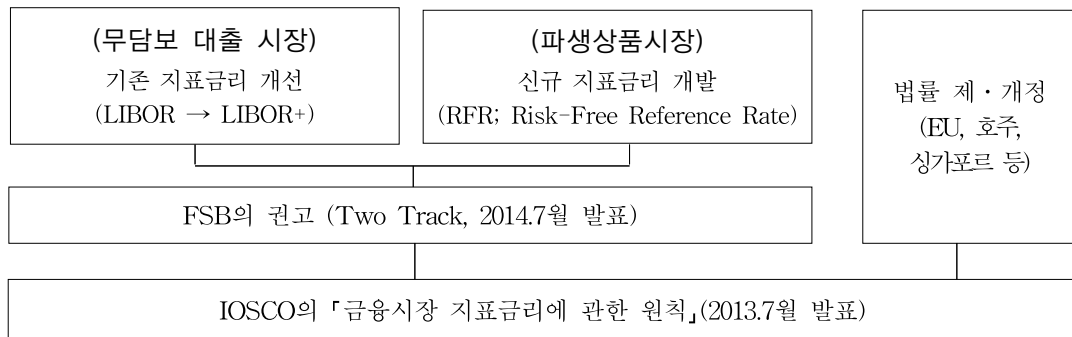 (무담보 대출 시장)
기존 지표금리 개선
(LIBOR → LIBOR+)
(파생상품시장)
신규 지표금리 개발
(RFR; Risk-Free Reference Rate)
법률 제・개정
(EU, 호주,
싱가포르 등)
FSB의 권고 (Two Track, 2014.7월 발표)
IOSCO의 「금융시장 지표금리에 관한 원칙」(2013.7월 발표)